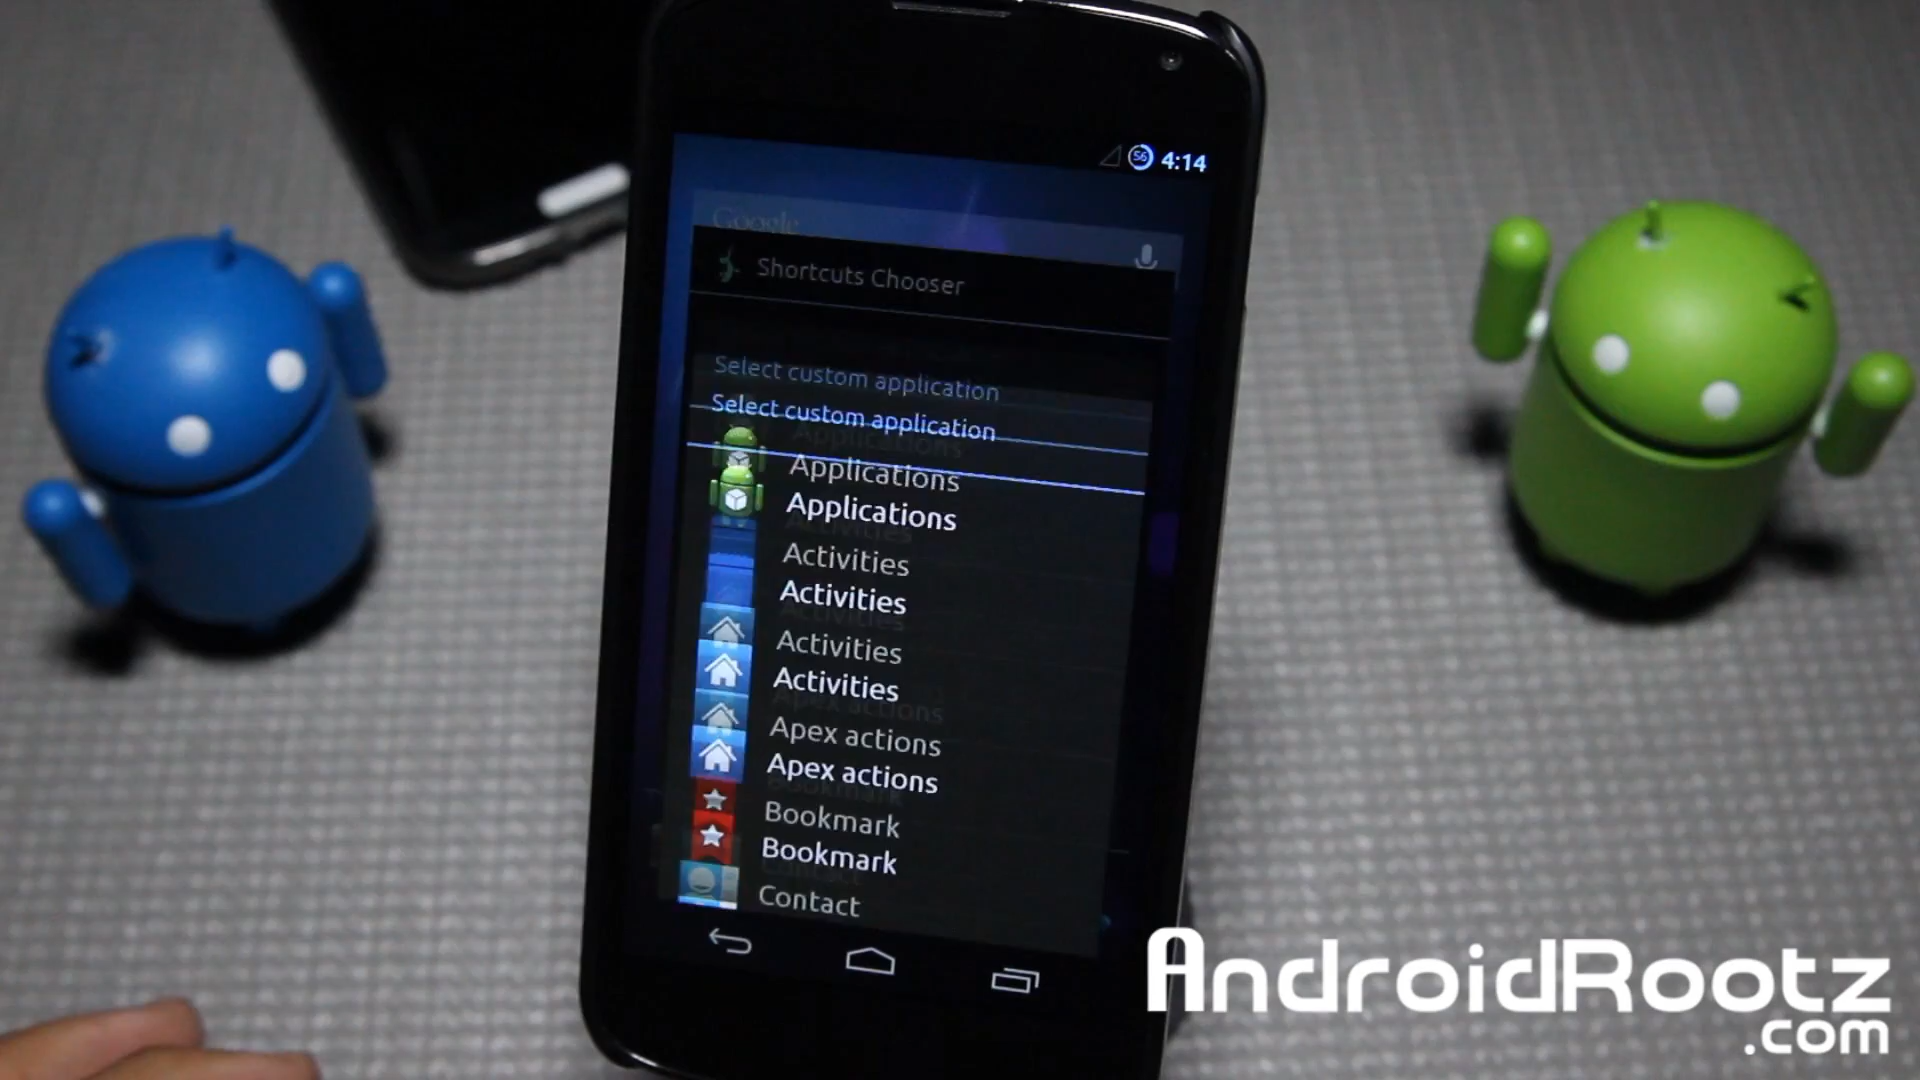 56 4:14
Google
Shortcuts Chooser
Select custom application
Select custom application
Applications
Applications
Activities
Activities
Activities
Activities
Apex actions
Apex actions
Bookmark
Bookmark
Contact
AndroidRootz
.com